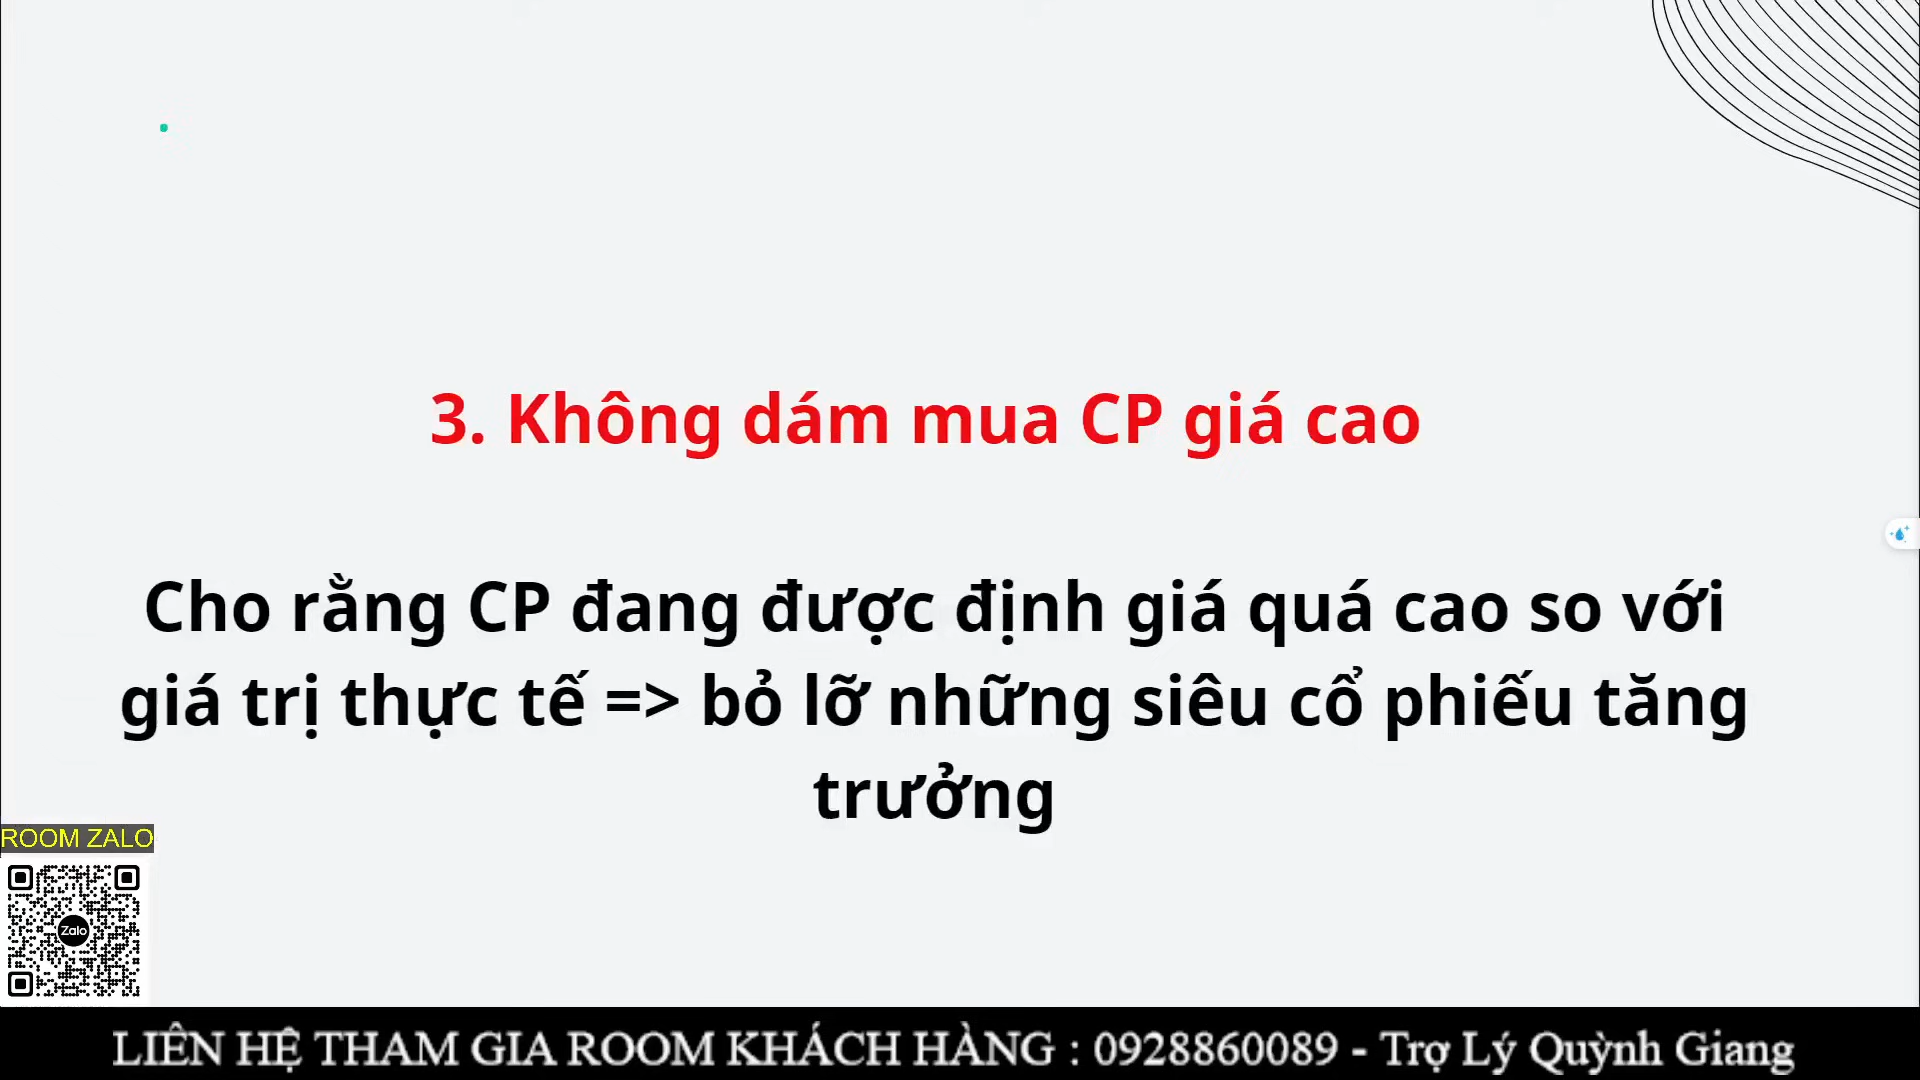 3. Không dám mua CP giá cao
Cho rằng CP đang được định giá quá cao so với
giá trị thực tế => bỏ lỡ những siêu cổ phiếu tăng
trưởng
ROOM ZALO
Zalo
LIÊN HỆ THAM GIA ROOM KHÁCH HÀNG : 0928860089 - Trợ Lý Quỳnh Giang